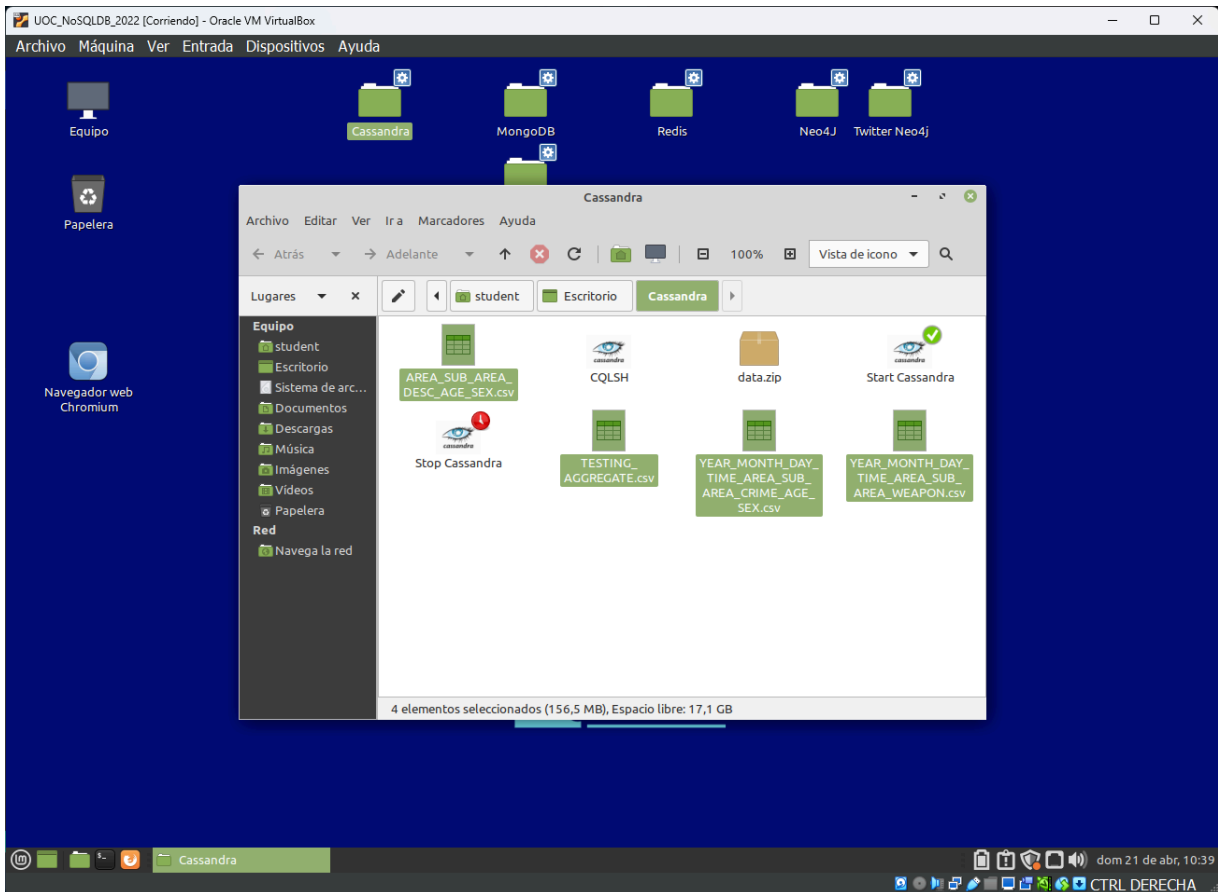 UOC_NoSQLDB_2022 [Corriendo] - Oracle VM VirtualBox
Archivo Máquina Ver Entrada Dispositivos Ayuda
Equipo
Cassandra
MongoDB
Redis
Neo4J
Twitter Neo4j
Papelera
Navegador web
Chromium
Cassandra
Archivo Editar Ver Ir a Marcadores Ayuda
Atrás Adelante 100% Vista de icono
Lugares
student Escritorio Cassandra
Equipo
student
Escritorio
Sistema de arc...
Documentos
Descargas
Música
Imágenes
Vídeos
Papelera
Red
Navega la red
AREA_SUB_AREA_
DESC_AGE_SEX.csv
cassandra
CQLSH
data.zip
cassandra
Start Cassandra
cassandra
Stop Cassandra
TESTING_
AGGREGATE.csv
YEAR_MONTH_DAY_
TIME_AREA_SUB_
AREA_CRIME_AGE_
SEX.csv
YEAR_MONTH_DAY_
TIME_AREA_SUB_
AREA_WEAPON.csv
4 elementos seleccionados (156,5 MB), Espacio libre: 17,1 GB
Cassandra
dom 21 de abr, 10:39
CTRL DERECHA